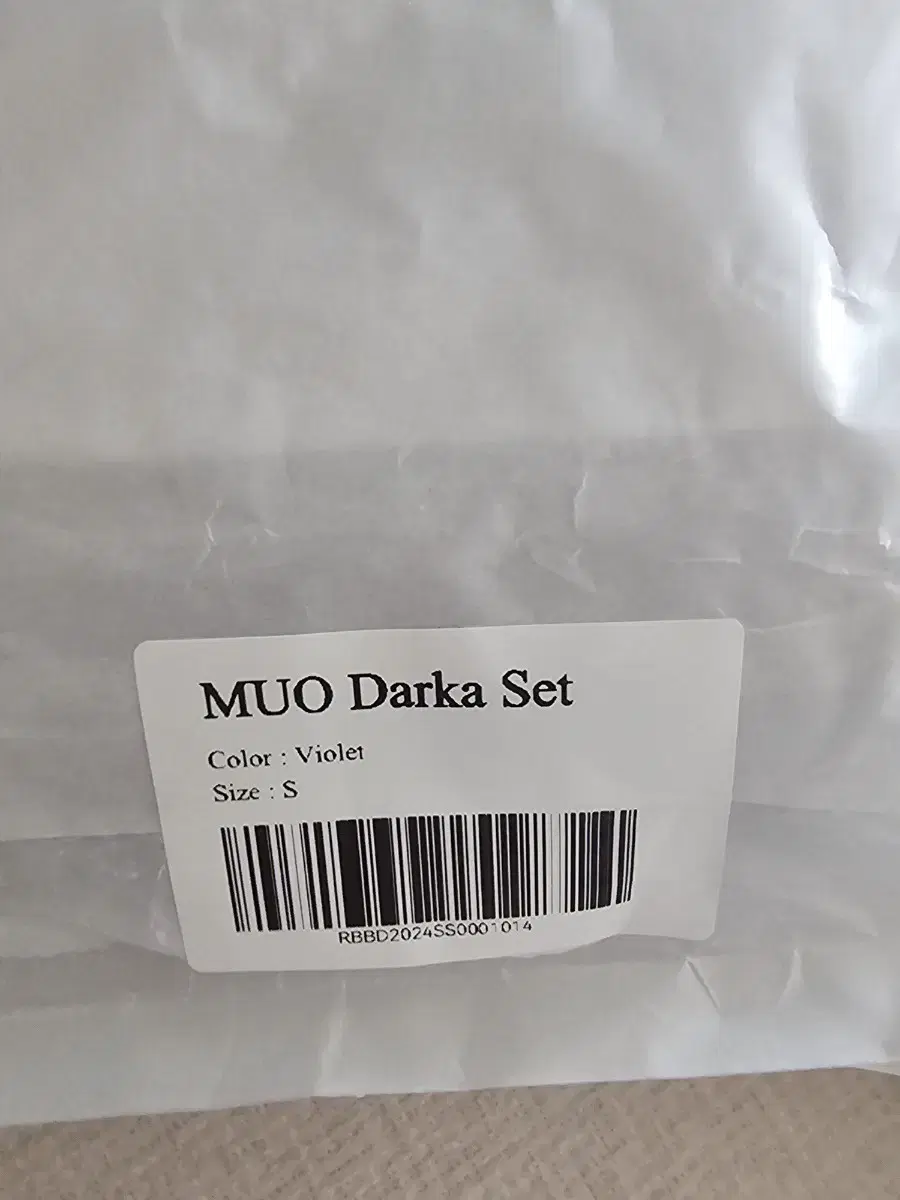 MUO Darka Set
Color : Violet
Size : S
RBBD2024SS0001014